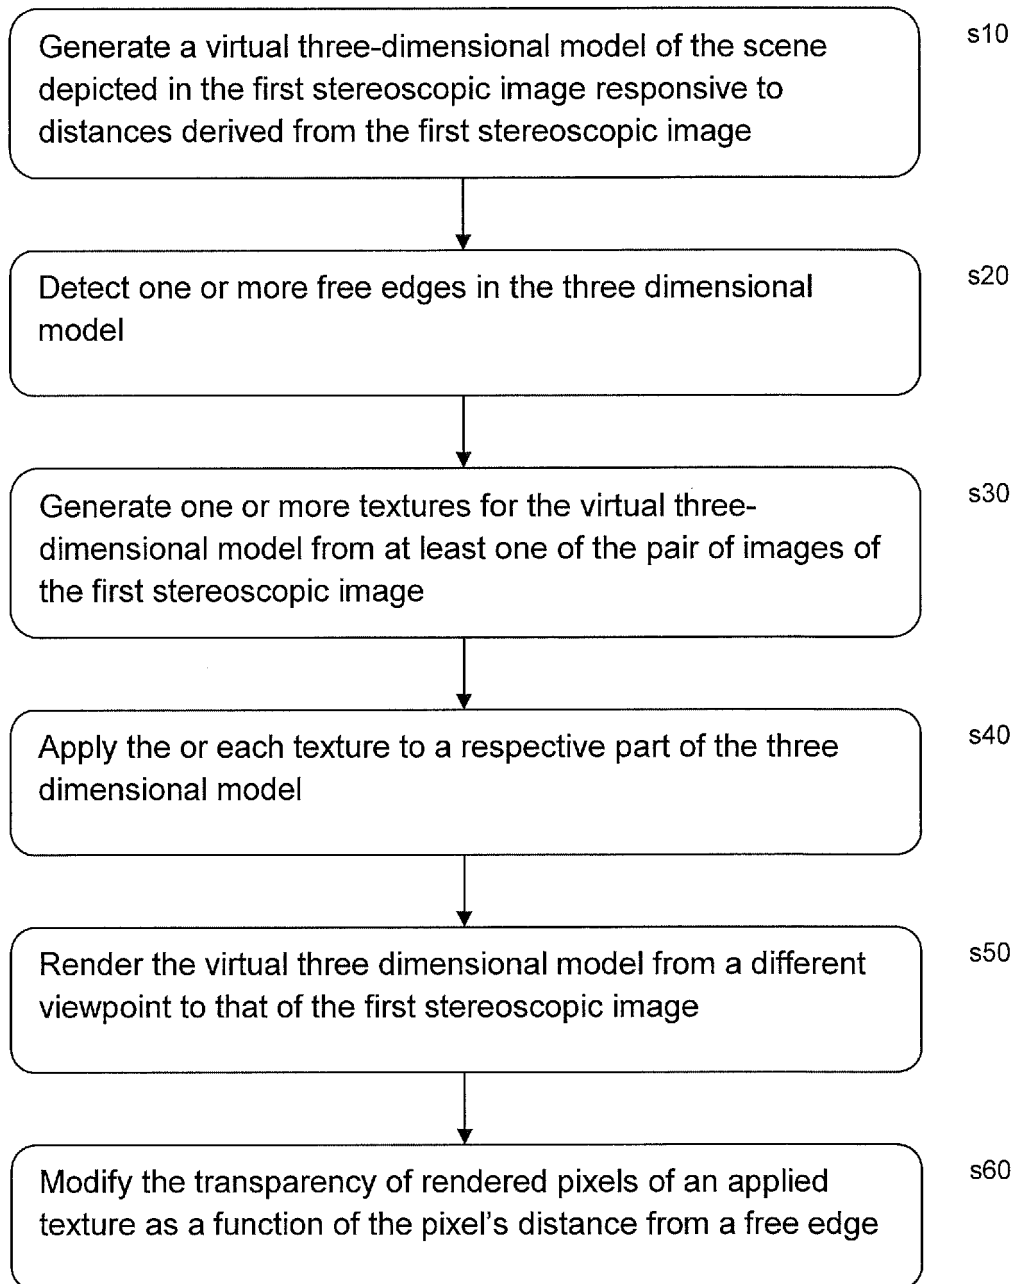 Generate a virtual three-dimensional model of the scene
depicted in the first stereoscopic image responsive to
distances derived from the first stereoscopic image
s10
Detect one or more free edges in the three dimensional
model
s20
Generate one or more textures for the virtual three-
dimensional model from at least one of the pair of images of
the first stereoscopic image
s30
Apply the or each texture to a respective part of the three
dimensional model
s40
Render the virtual three dimensional model from a different
viewpoint to that of the first stereoscopic image
s50
Modify the transparency of rendered pixels of an applied
texture as a function of the pixel's distance from a free edge
s60